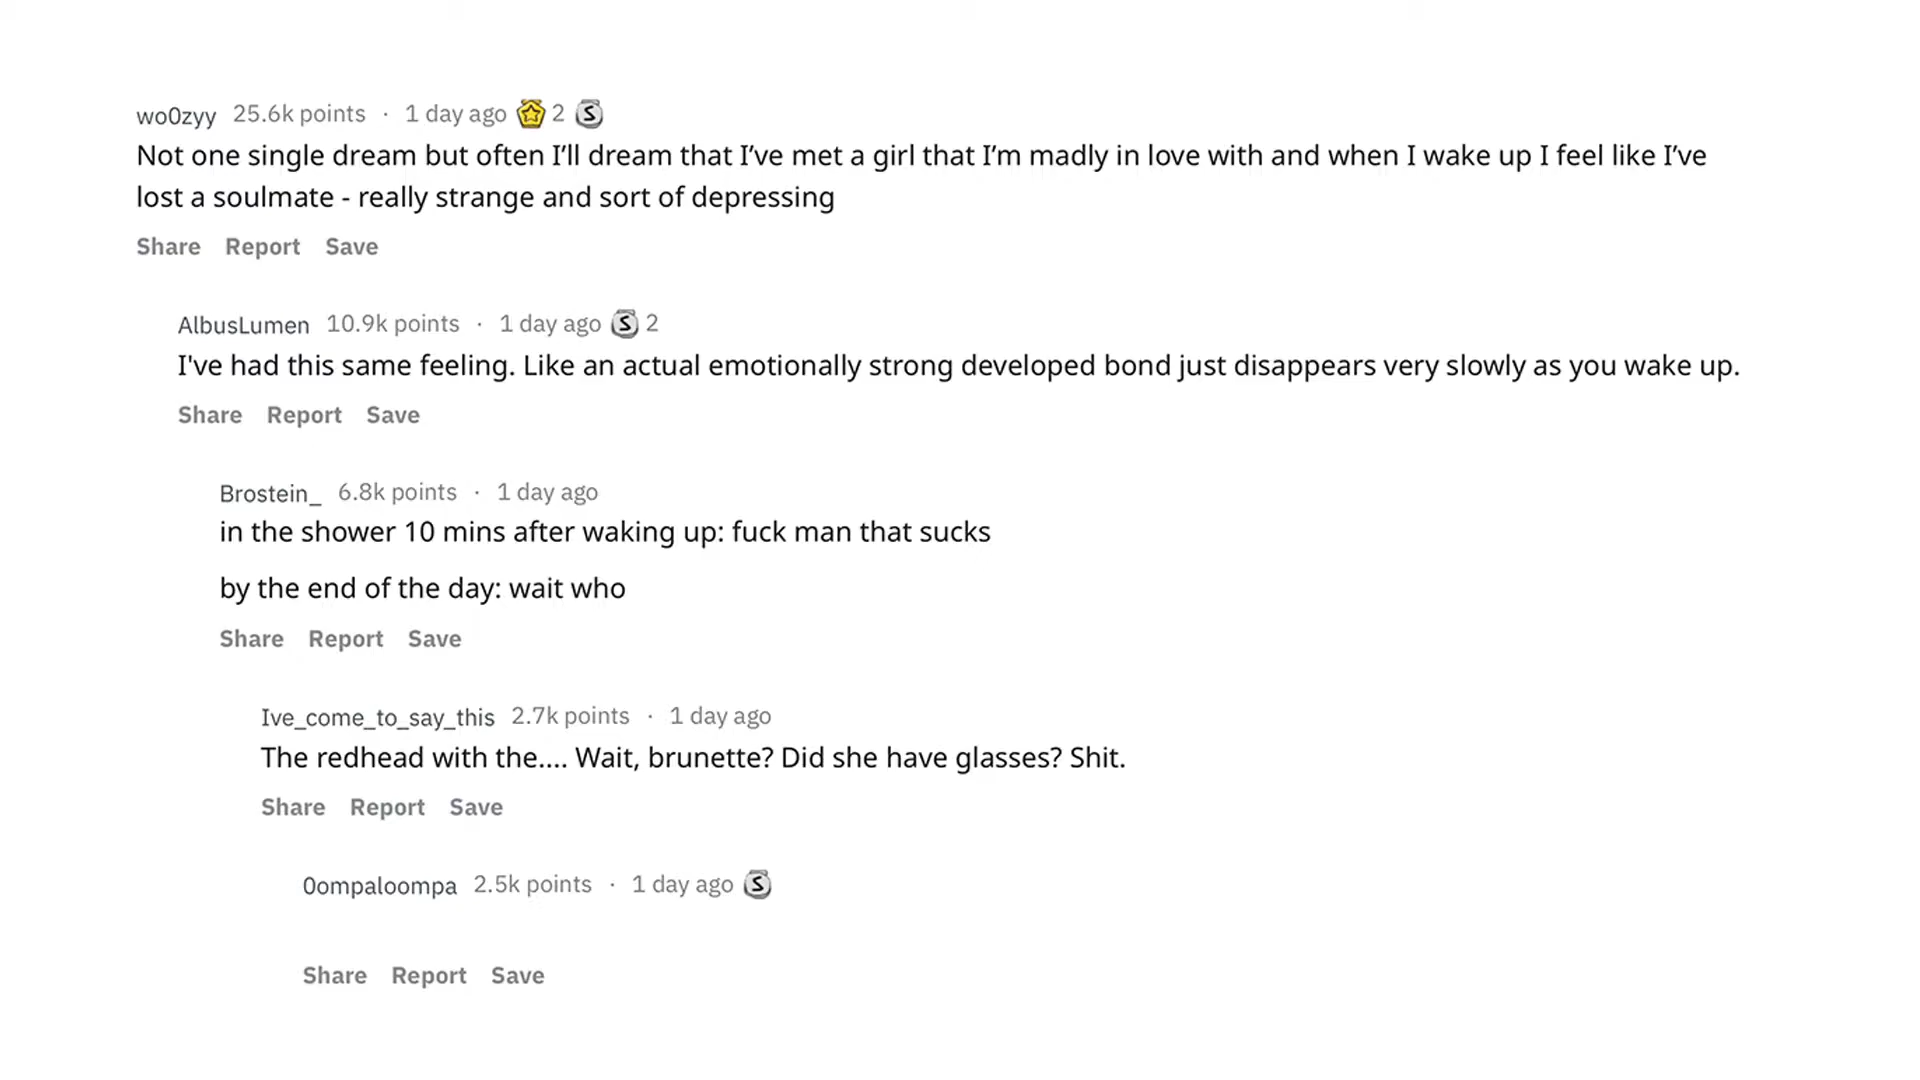 wo0zyy 25.6k points · 1 day ago 2 S
Not one single dream but often I’ll dream that I’ve met a girl that I’m madly in love with and when I wake up I feel like I’ve
lost a soulmate - really strange and sort of depressing
Share Report Save
AlbusLumen 10.9k points · 1 day ago S 2
I've had this same feeling. Like an actual emotionally strong developed bond just disappears very slowly as you wake up.
Share Report Save
Brostein_ 6.8k points · 1 day ago
in the shower 10 mins after waking up: fuck man that sucks
by the end of the day: wait who
Share Report Save
Ive_come_to_say_this 2.7k points · 1 day ago
The redhead with the.... Wait, brunette? Did she have glasses? Shit.
Share Report Save
0ompaloompa 2.5k points · 1 day ago S
Share Report Save